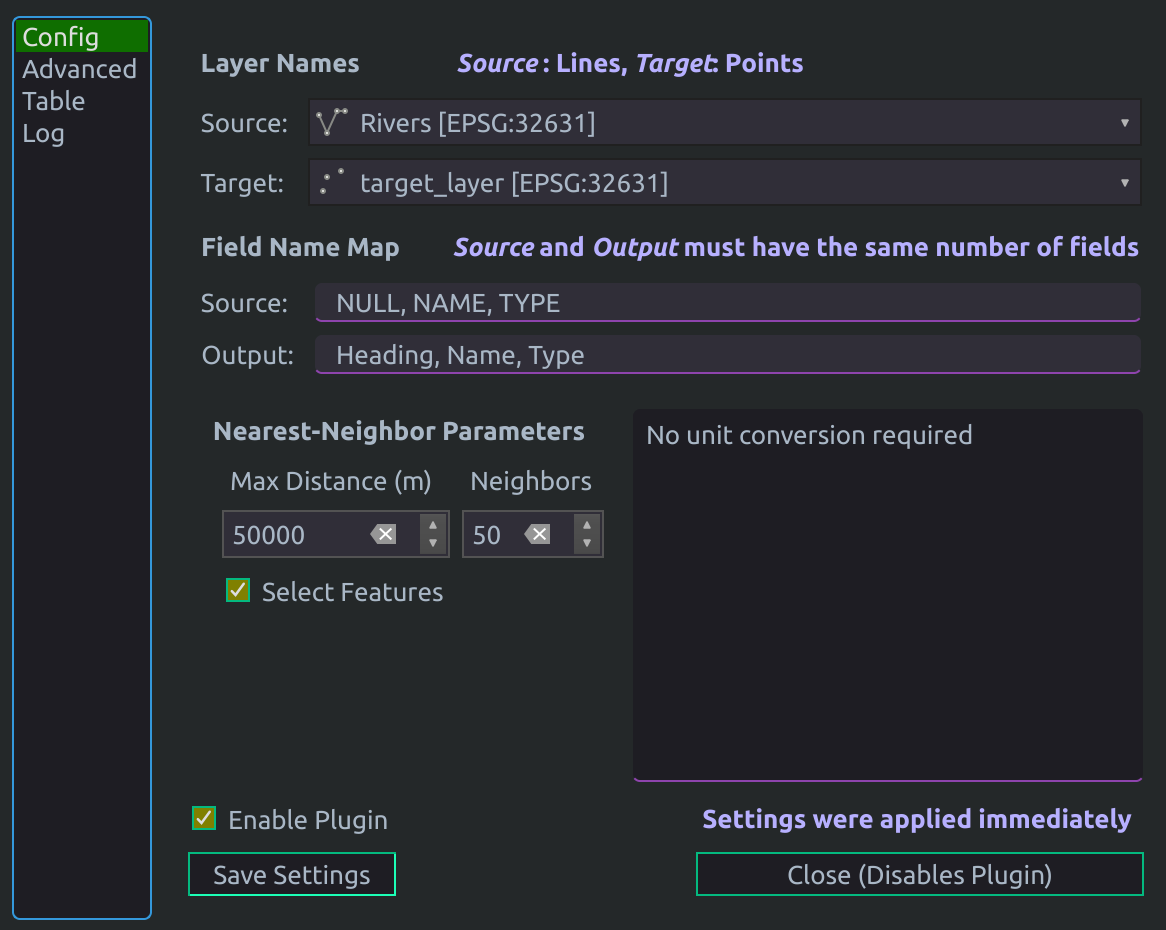 Config
Advanced
Table
Log
Layer Names Source: Lines, Target: Points
Source: Rivers [EPSG:32631]
Target: target_layer [EPSG:32631]
Field Name Map Source and Output must have the same number of fields
Source: NULL, NAME, TYPE
Output: Heading, Name, Type
Nearest-Neighbor Parameters
Max Distance (m) Neighbors
50000 50
Select Features
No unit conversion required
Enable Plugin
Settings were applied immediately
Save Settings
Close (Disables Plugin)